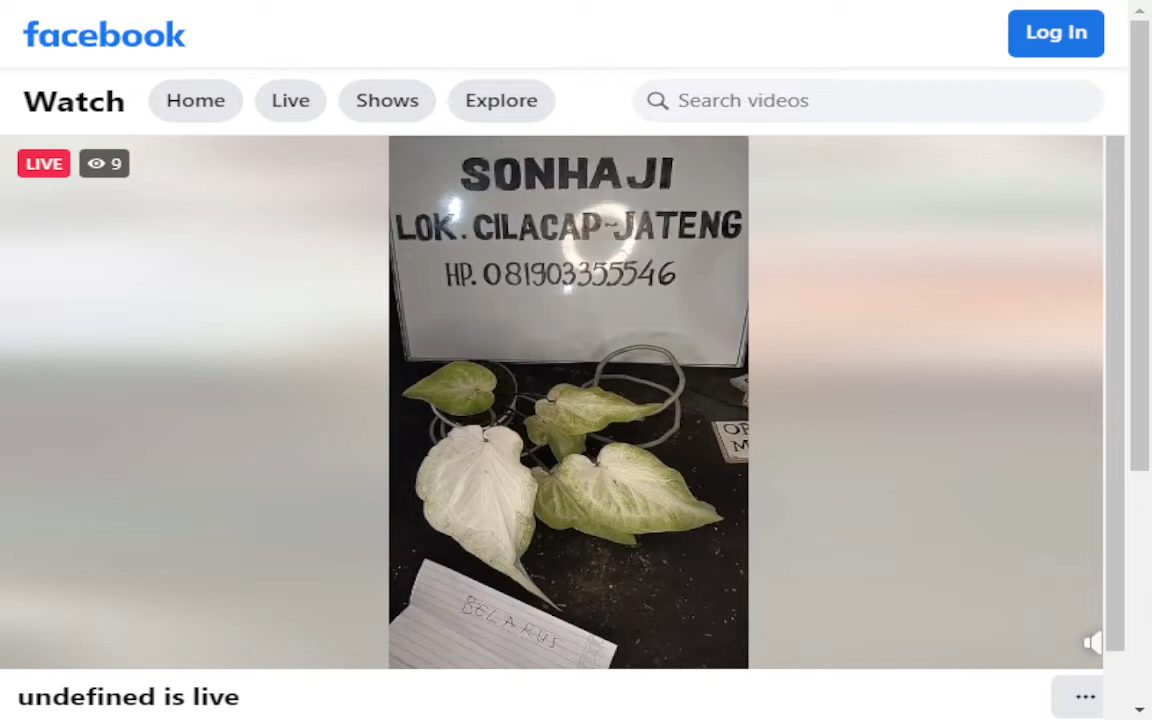 facebook
Log In
Watch
Home
Live
Shows
Explore
Search videos
LIVE
9
SONHAJI
LOK. CILACAP~JATENG
HP. 081903355546
BELARUS
undefined is live